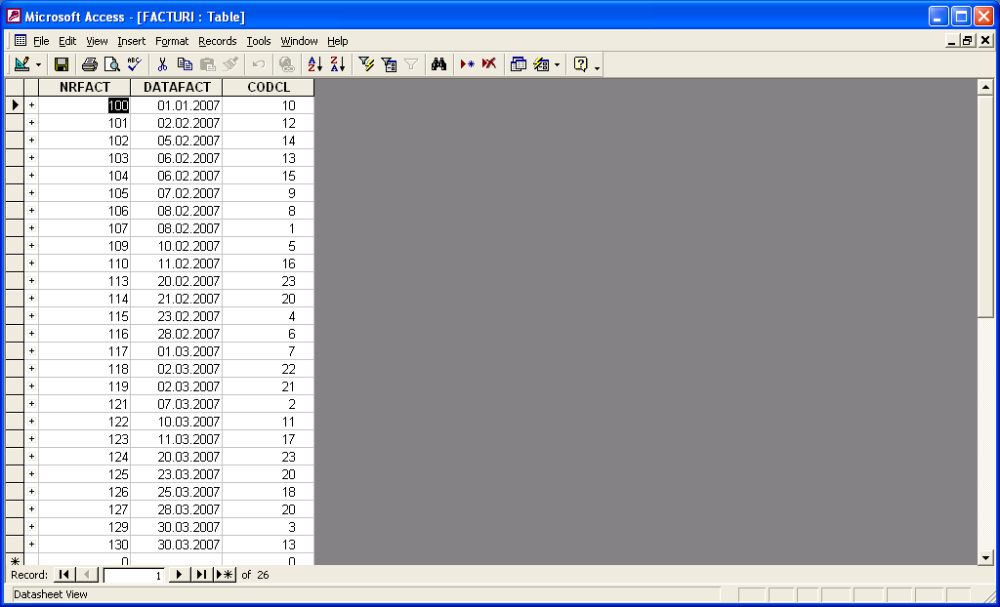 Microsoft Access - [FACTURI : Table]
File Edit View Insert Format Records Tools Window Help
NRFACT DATAFACT CODCL
+ 100 01.01.2007 10
+ 101 02.02.2007 12
+ 102 05.02.2007 14
+ 103 06.02.2007 13
+ 104 06.02.2007 15
+ 105 07.02.2007 9
+ 106 08.02.2007 8
+ 107 08.02.2007 1
+ 109 10.02.2007 5
+ 110 11.02.2007 16
+ 113 20.02.2007 23
+ 114 21.02.2007 20
+ 115 23.02.2007 4
+ 116 28.02.2007 6
+ 117 01.03.2007 7
+ 118 02.03.2007 22
+ 119 02.03.2007 21
+ 121 07.03.2007 2
+ 122 10.03.2007 11
+ 123 11.03.2007 17
+ 124 20.03.2007 23
+ 125 23.03.2007 20
+ 126 25.03.2007 18
+ 127 28.03.2007 20
+ 129 30.03.2007 3
+ 130 30.03.2007 13
0 0
Record: 1 of 26
Datasheet View